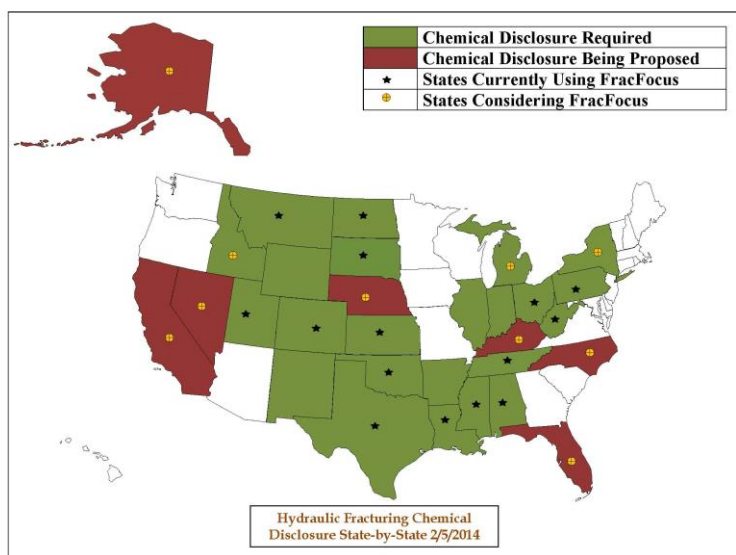 Chemical Disclosure Required
Chemical Disclosure Being Proposed
States Currently Using FracFocus
States Considering FracFocus
Hydraulic Fracturing Chemical
Disclosure State-by-State 2/5/2014